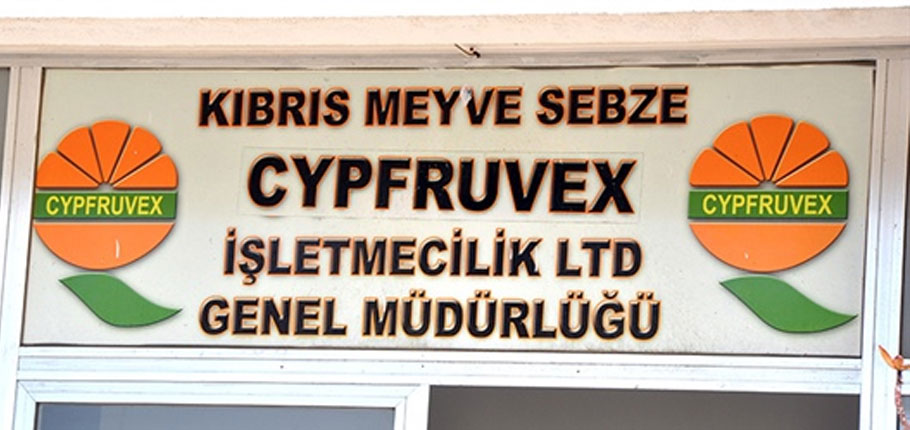 KIBRIS MEYVE SEBZE
CYPFRUVEX
CYPFRUVEX
CYPFRUVEX
İŞLETMECİLİK LTD
GENEL MÜDÜRLÜĞÜ